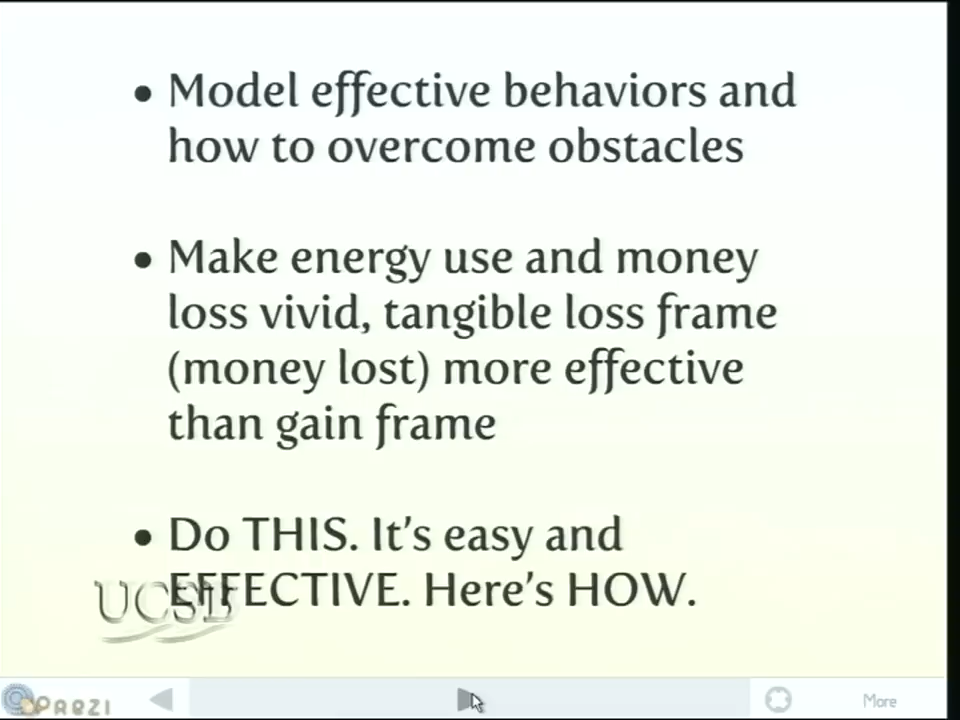 • Model effective behaviors and
how to overcome obstacles
• Make energy use and money
loss vivid, tangible loss frame
(money lost) more effective
than gain frame
• Do THIS. It's easy and
EFFECTIVE. Here's HOW.
UCSD
PREZI
More